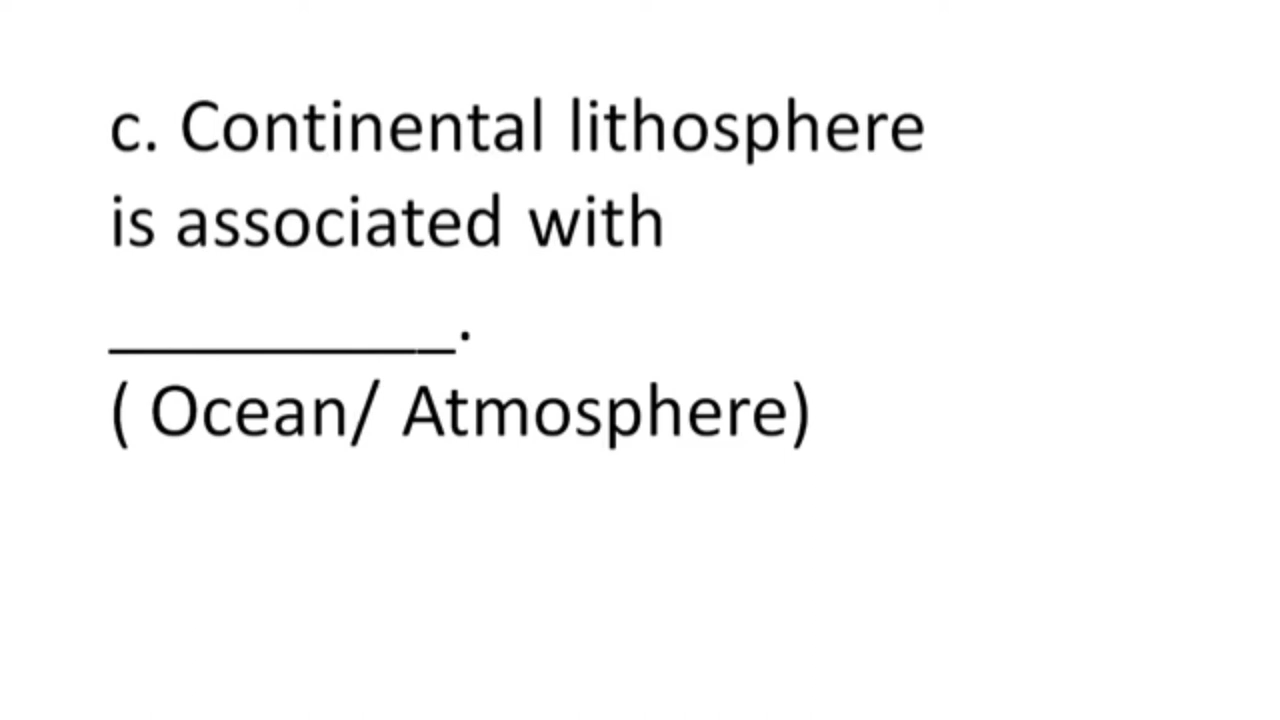 c. Continental lithosphere
is associated with
__________.
( Ocean/ Atmosphere)